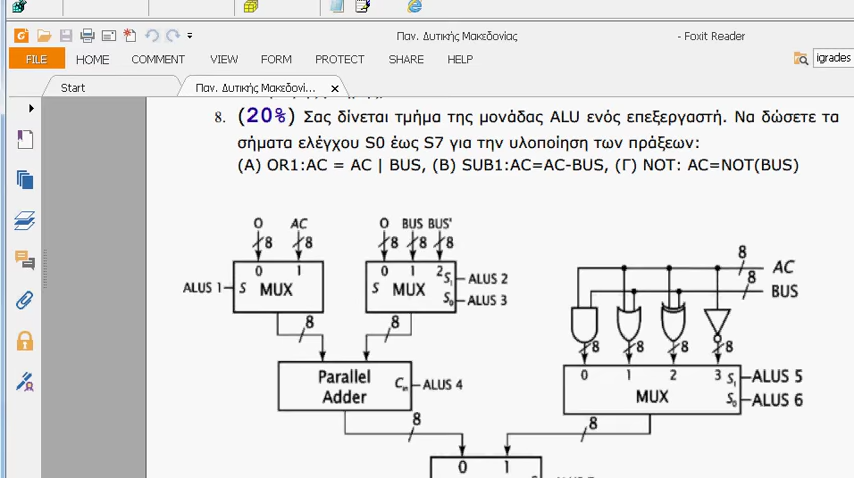 Παν. Δυτικής Μακεδονίας - Foxit Reader
FILE HOME COMMENT VIEW FORM PROTECT SHARE HELP igrades
Start Παν. Δυτικής Μακεδονί... ×
8. (20%) Σας δίνεται τμήμα της μονάδας ALU ενός επεξεργαστή. Να δώσετε τα
σήματα ελέγχου S0 έως S7 για την υλοποίηση των πράξεων:
(Α) OR1:AC = AC | BUS, (Β) SUB1:AC=AC-BUS, (Γ) NOT: AC=NOT(BUS)
0 AC 0 BUS BUS'
8 8 8 8 8
8 AC
8 BUS
0 1 0 1 2 S1 ALUS 2
ALUS 1 S MUX S MUX S0 ALUS 3
8 8
8 8 8 8
Parallel
Adder
Cin ALUS 4
0 1 2 3 S1 ALUS 5
MUX S0 ALUS 6
8 8
0 1